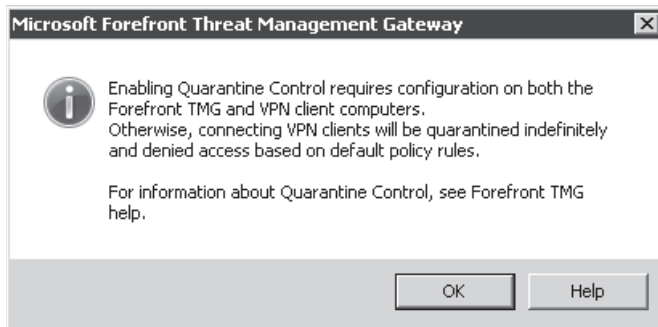 Microsoft Forefront Threat Management Gateway
Enabling Quarantine Control requires configuration on both the
Forefront TMG and VPN client computers.
Otherwise, connecting VPN clients will be quarantined indefinitely
and denied access based on default policy rules.
For information about Quarantine Control, see Forefront TMG
help.
OK
Help